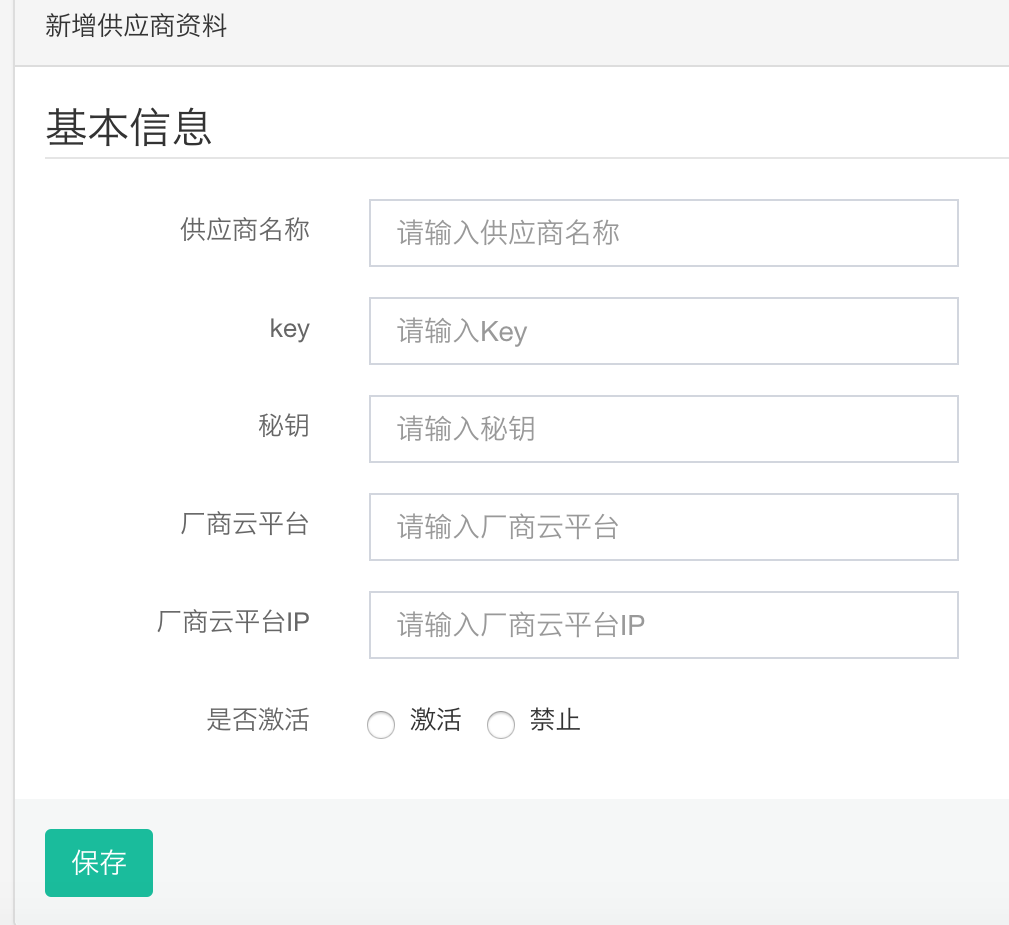 新增供应商资料
基本信息
供应商名称 请输入供应商名称
key 请输入Key
秘钥 请输入秘钥
厂商云平台 请输入厂商云平台
厂商云平台IP 请输入厂商云平台IP
是否激活 激活 禁止
保存